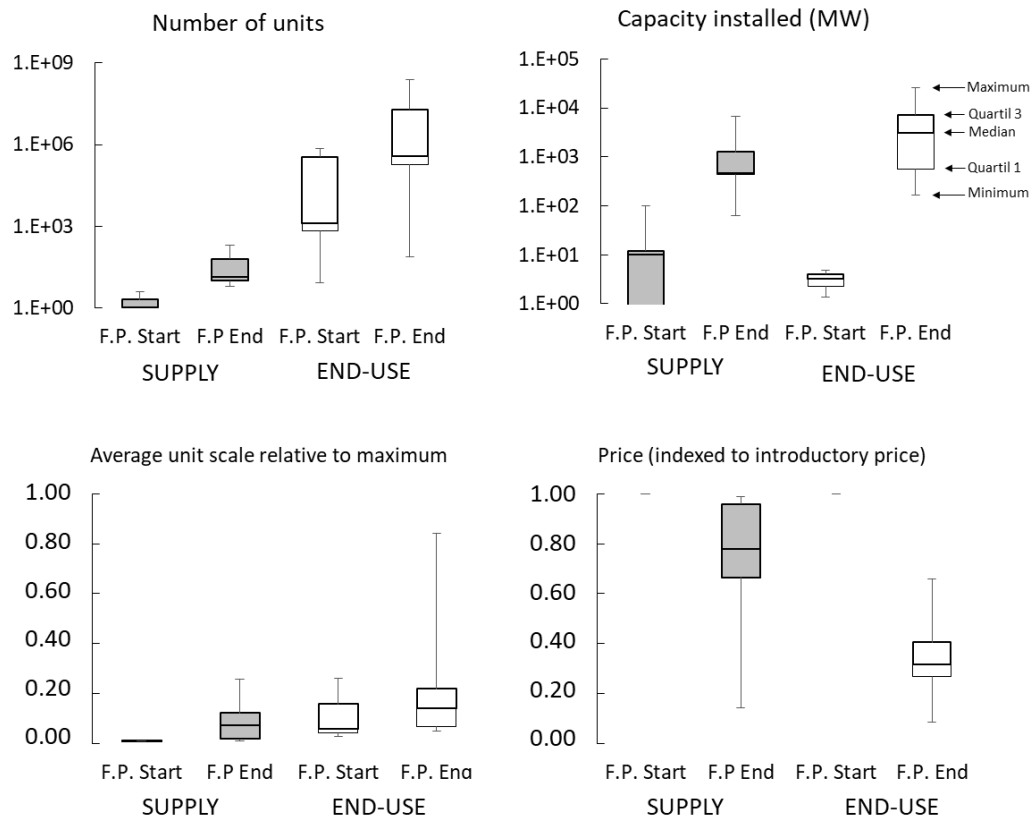 Number of units
1.E+09
1.E+06
1.E+03
1.E+00
F.P. Start F.P End F.P. Start F.P. End
SUPPLY END-USE
Capacity installed (MW)
1.E+05
1.E+04
1.E+03
1.E+02
1.E+01
1.E+00
Maximum
Quartil 3
Median
Quartil 1
Minimum
F.P. Start F.P End F.P. Start F.P. End
SUPPLY END-USE
Average unit scale relative to maximum
1.00
0.80
0.60
0.40
0.20
0.00
F.P. Start F.P End F.P. Start F.P. End
SUPPLY END-USE
Price (indexed to introductory price)
1.00
0.80
0.60
0.40
0.20
0.00
F.P. Start F.P End F.P. Start F.P. End
SUPPLY END-USE